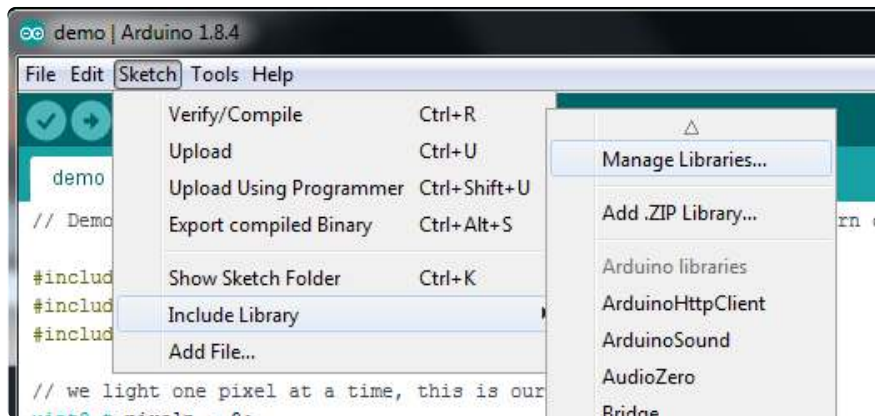 demo | Arduino 1.8.4
File Edit Sketch Tools Help
Verify/Compile Ctrl+R
Upload Ctrl+U
Upload Using Programmer Ctrl+Shift+U
Export compiled Binary Ctrl+Alt+S
Show Sketch Folder Ctrl+K
Include Library
Add File...
Manage Libraries...
Add .ZIP Library...
Arduino libraries
ArduinoHttpClient
ArduinoSound
AudioZero
Bridge
demo
// Demo
rn
#includ
#includ
#includ
// we light one pixel at a time, this is our